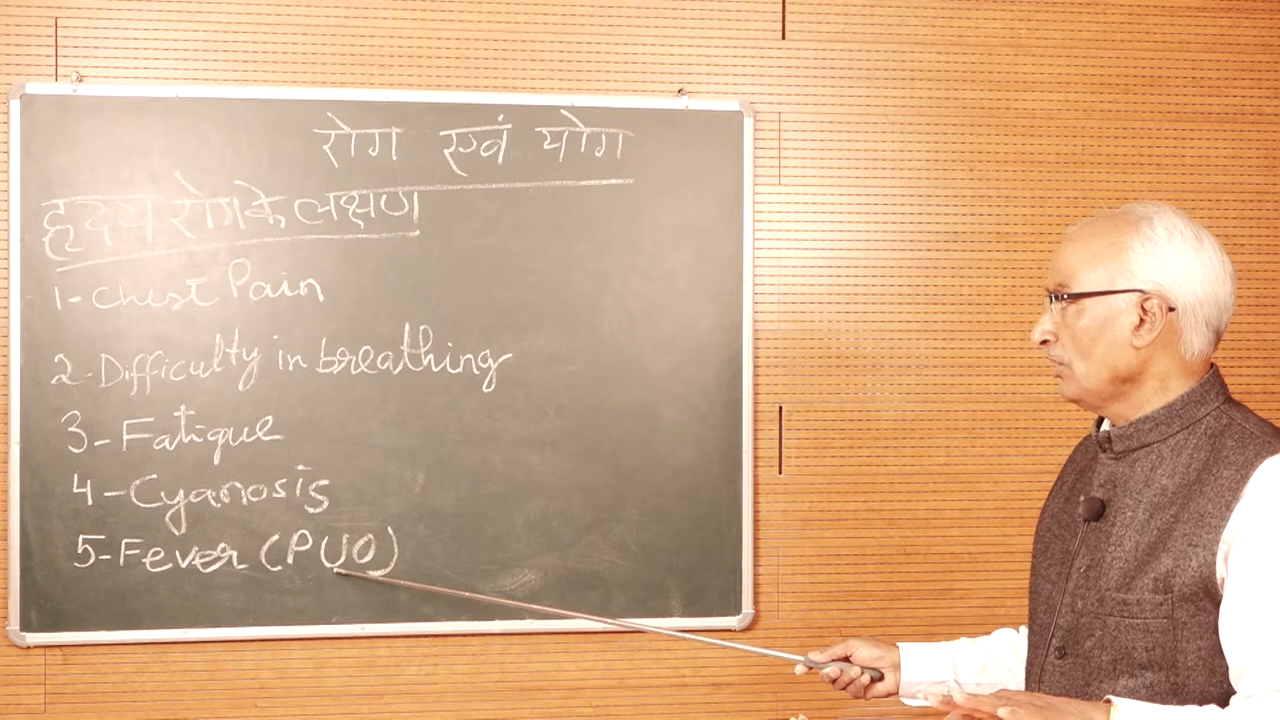 रोग एवं योग
हृदय रोग के लक्षण
1-Chest Pain
2-Difficulty in breathing
3-Fatigue
4-Cyanosis
5-Fever (PUO)